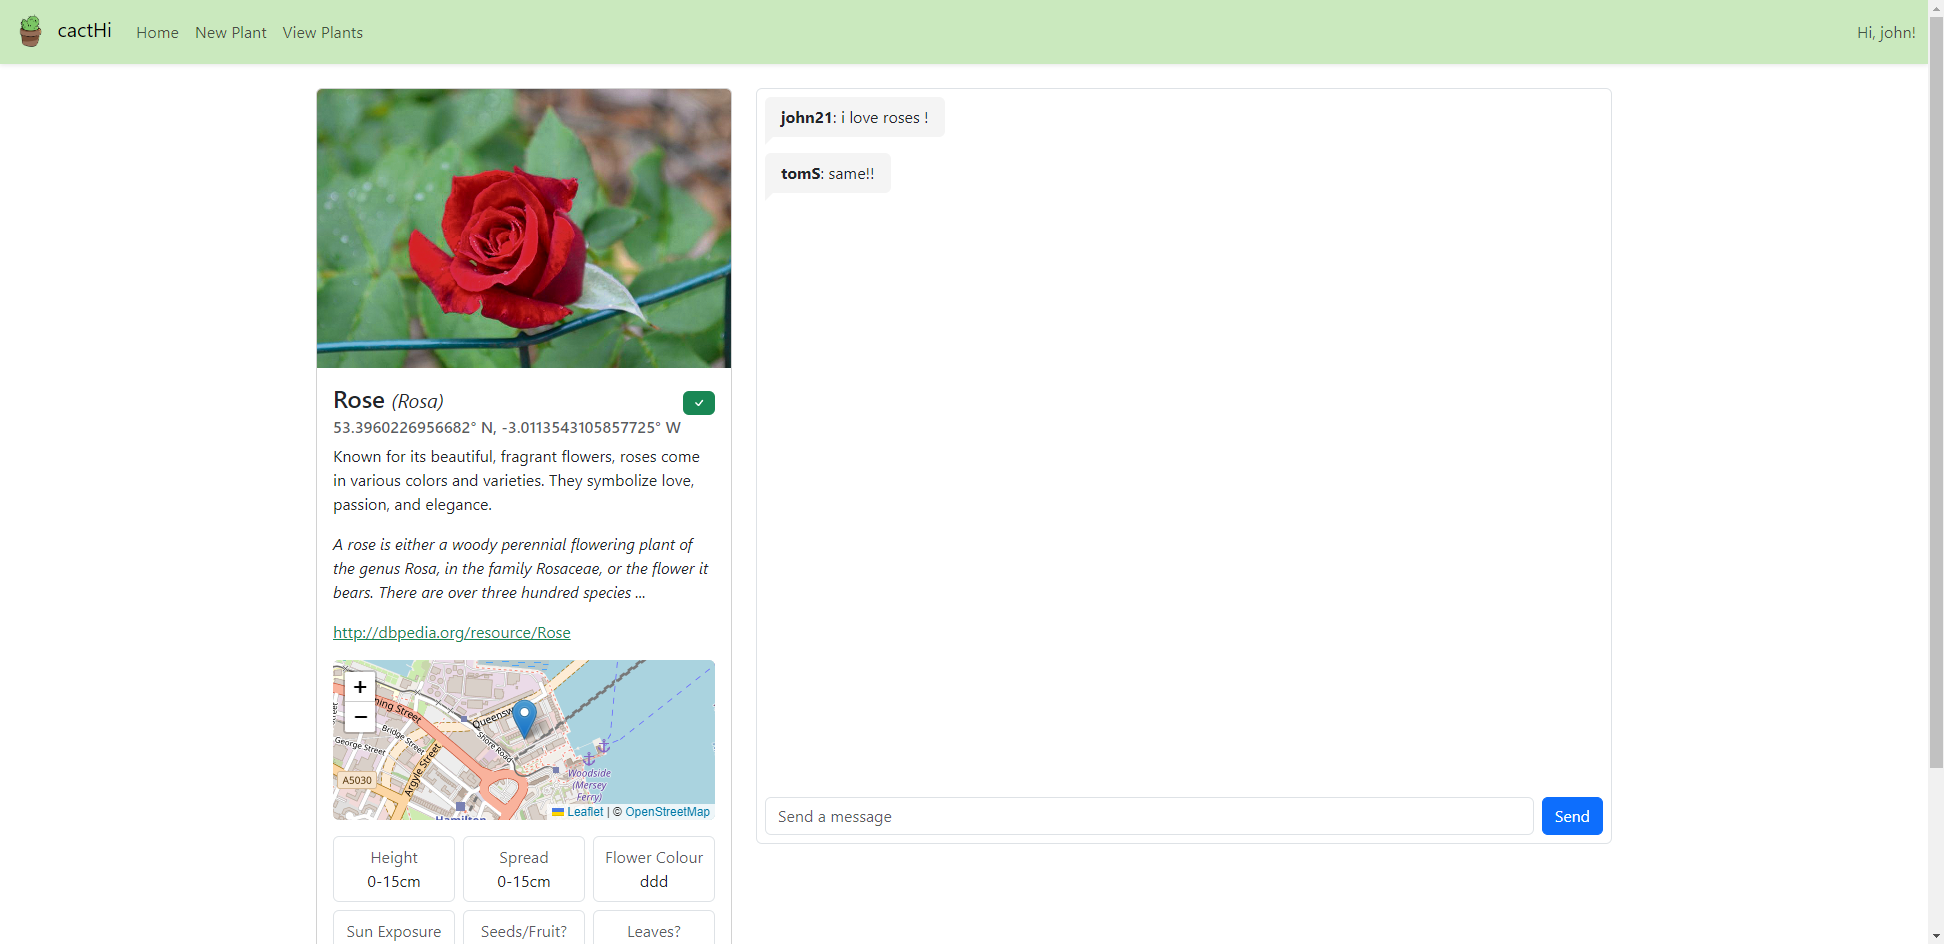 cactHi
Home
New Plant
View Plants
Hi, john!
Rose (Rosa)
53.3960226956682° N, -3.0113543105857725° W
Known for its beautiful, fragrant flowers, roses come
in various colors and varieties. They symbolize love,
passion, and elegance.
A rose is either a woody perennial flowering plant of
the genus Rosa, in the family Rosaceae, or the flower it
bears. There are over three hundred species ...
http://dbpedia.org/resource/Rose
+
−
ning Street
Queensw
Bridge Street
George Street
Shore Road
Argyle Street
A5030
Woodside
(Mersey
Ferry)
Hamilton
Leaflet | © OpenStreetMap
Height
0-15cm
Spread
0-15cm
Flower Colour
ddd
Sun Exposure
Seeds/Fruit?
Leaves?
john21: i love roses !
tomS: same!!
Send a message
Send